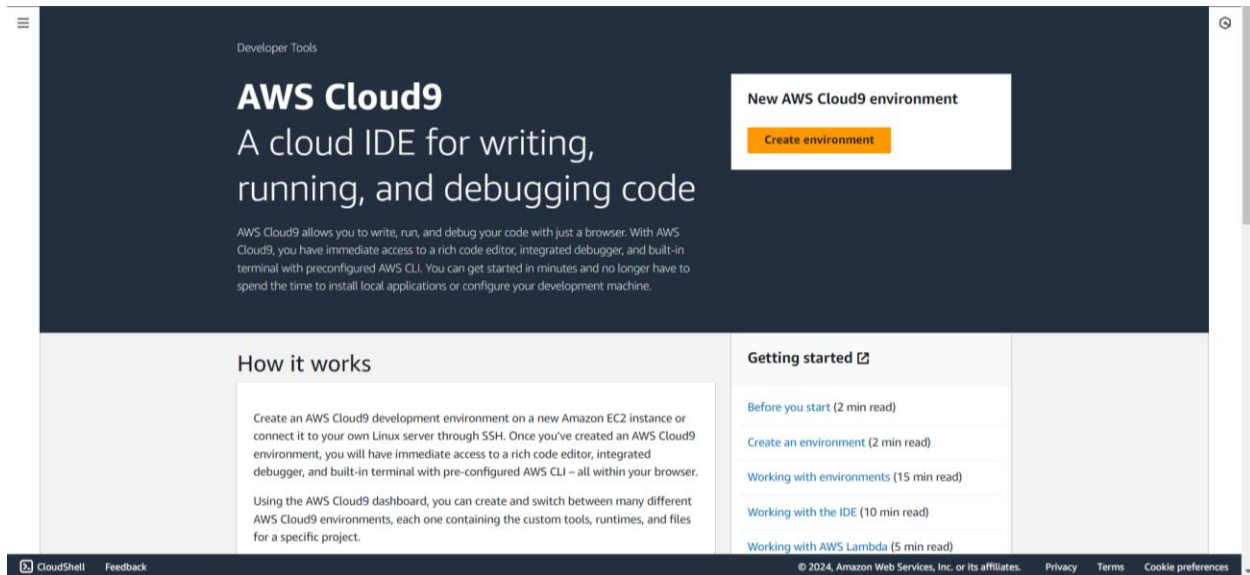 Developer Tools
AWS Cloud9
A cloud IDE for writing,
running, and debugging code
AWS Cloud9 allows you to write, run, and debug your code with just a browser. With AWS
Cloud9, you have immediate access to a rich code editor, integrated debugger, and built-in
terminal with preconfigured AWS CLI. You can get started in minutes and no longer have to
spend the time to install local applications or configure your development machine.
New AWS Cloud9 environment
Create environment
How it works
Create an AWS Cloud9 development environment on a new Amazon EC2 instance or
connect it to your own Linux server through SSH. Once you've created an AWS Cloud9
environment, you will have immediate access to a rich code editor, integrated
debugger, and built-in terminal with pre-configured AWS CLI – all within your browser.
Using the AWS Cloud9 dashboard, you can create and switch between many different
AWS Cloud9 environments, each one containing the custom tools, runtimes, and files
for a specific project.
Getting started
Before you start (2 min read)
Create an environment (2 min read)
Working with environments (15 min read)
Working with the IDE (10 min read)
Working with AWS Lambda (5 min read)
CloudShell Feedback © 2024, Amazon Web Services, Inc. or its affiliates. Privacy Terms Cookie preferences